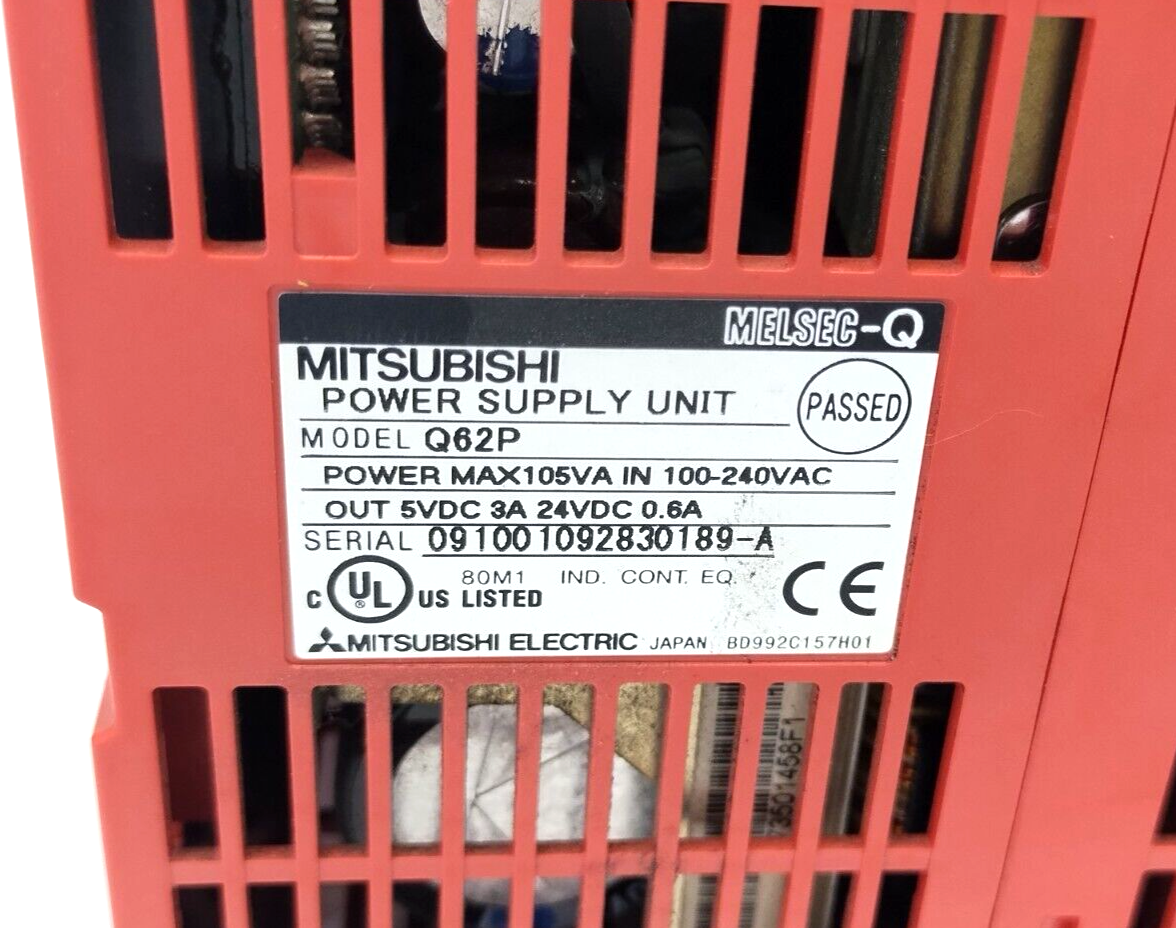 MELSEC-Q
MITSUBISHI
POWER SUPPLY UNIT
PASSED
MODEL Q62P
POWER MAX105VA IN 100-240VAC
OUT 5VDC 3A 24VDC 0.6A
SERIAL 091001092830189-A
C UL ® US LISTED
80M1 IND. CONT. EQ.
CE
MITSUBISHI ELECTRIC JAPAN BD992C157H01
73501458F1